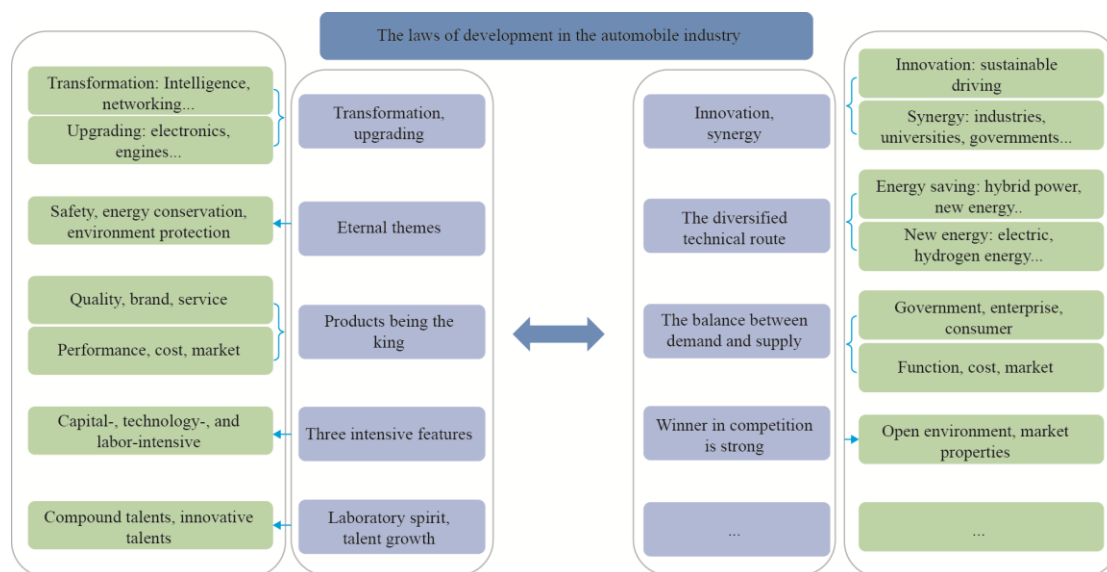 The laws of development in the automobile industry
Transformation: Intelligence,
networking...
Upgrading: electronics,
engines...
Transformation,
upgrading
Safety, energy conservation,
environment protection
Eternal themes
Quality, brand, service
Performance, cost, market
Products being the
king
Capital-, technology-, and
labor-intensive
Three intensive features
Compound talents, innovative
talents
Laboratory spirit,
talent growth
Innovation,
synergy
Innovation: sustainable
driving
Synergy: industries,
universities, governments...
The diversified
technical route
Energy saving: hybrid power,
new energy..
New energy: electric,
hydrogen energy...
The balance between
demand and supply
Government, enterprise,
consumer
Function, cost, market
Winner in competition
is strong
Open environment, market
properties
...
...